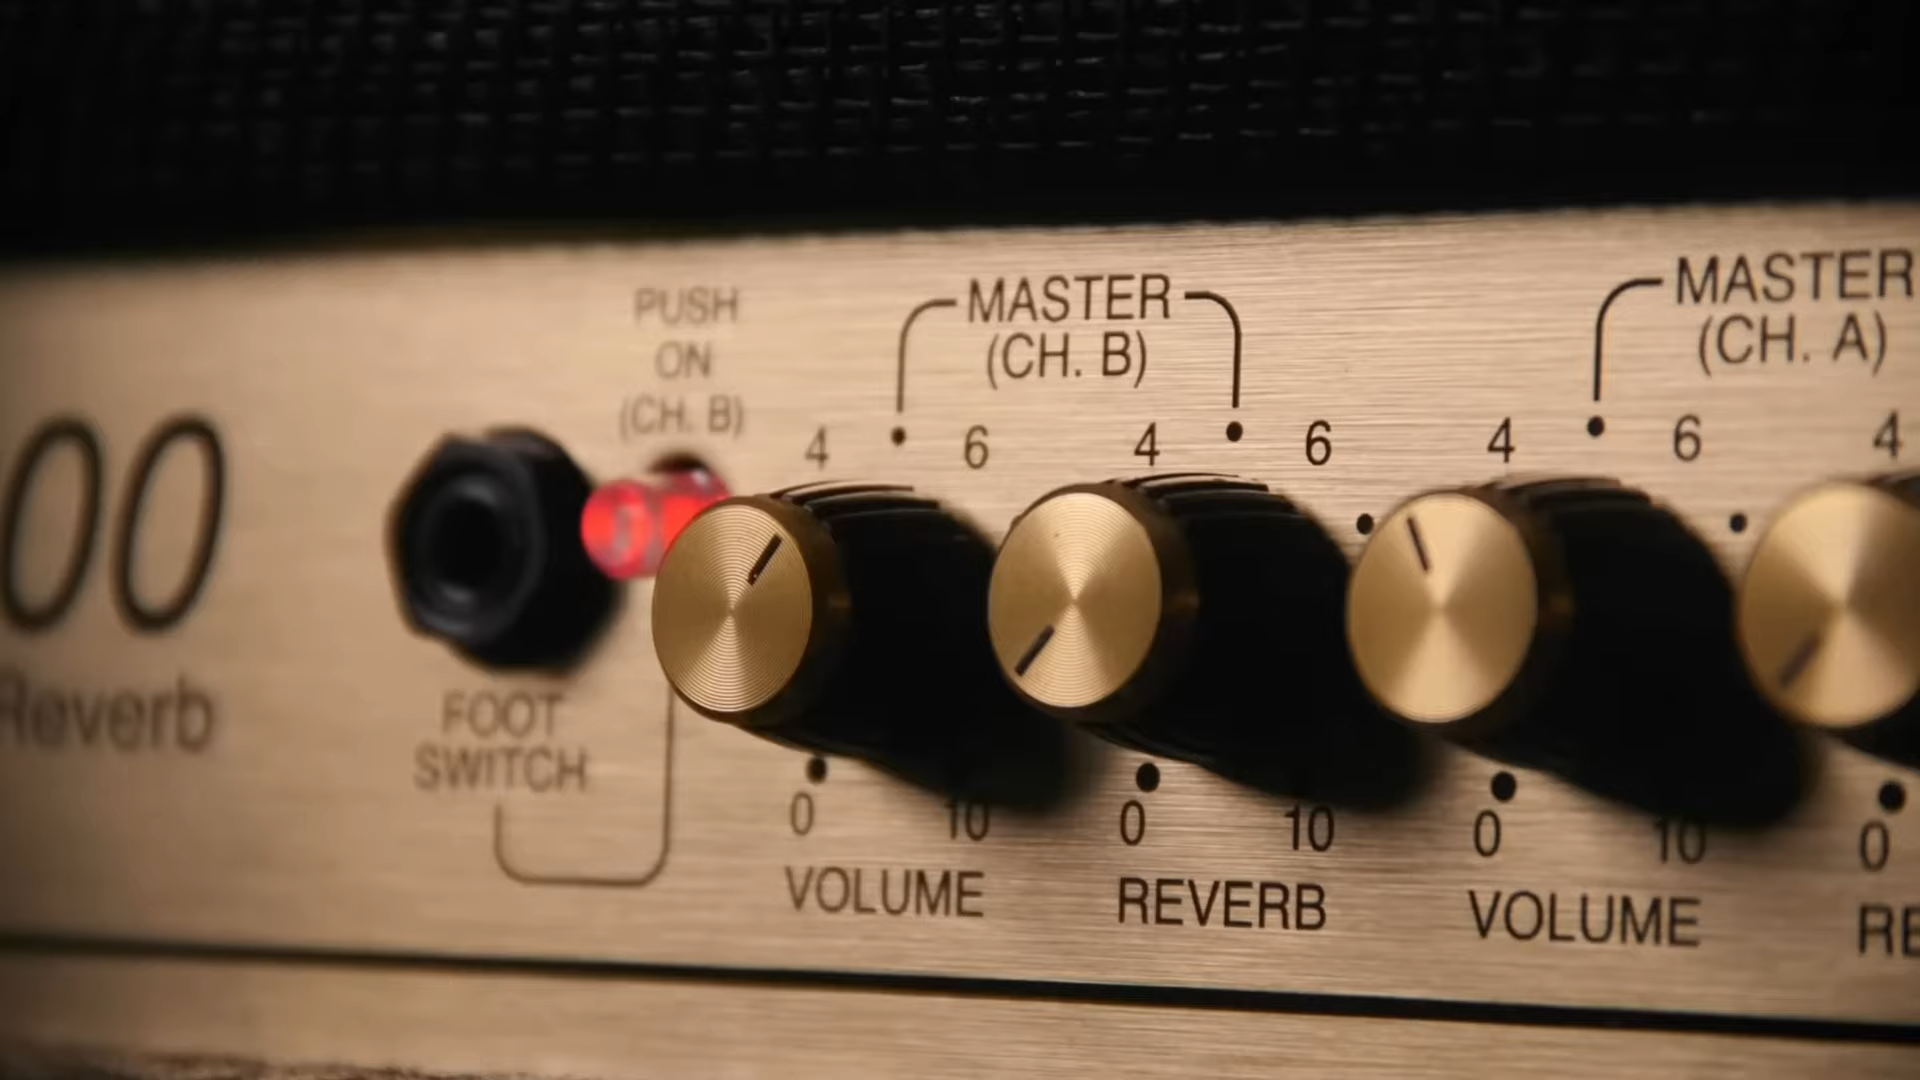 00
Reverb
PUSH
ON
(CH. B)
FOOT
SWITCH
MASTER
(CH. B)
4 6
0 10
VOLUME
4 6
0 10
REVERB
MASTER
(CH. A)
4 6
0 10
VOLUME
4
0
RE